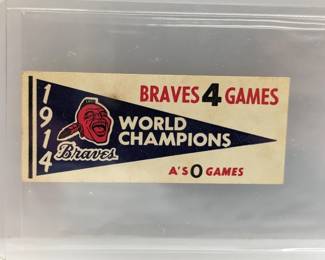 BRAVES 4 GAMES
1914
WORLD
CHAMPIONS
Braves
A'S 0 GAMES